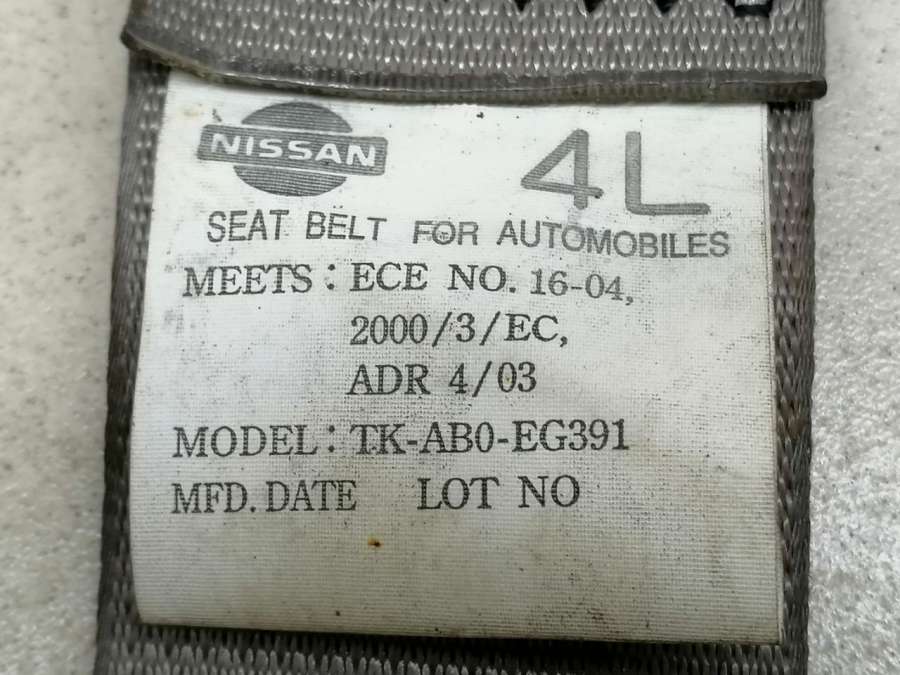 NISSAN 4L
SEAT BELT FOR AUTOMOBILES
MEETS: ECE NO. 16-04,
2000/3/EC,
ADR 4/03
MODEL: TK-AB0-EG391
MFD. DATE LOT NO